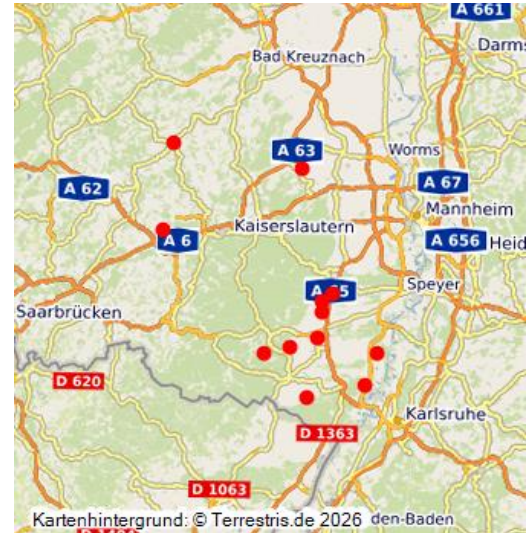 A 661
Bad Kreuznach
Darms
A 63
Worms
A 62
A 67
Mannheim
Kaiserslautern
A 6
A 656
Heid
Speyer
Saarbrücken
D 620
Karlsruhe
D 1363
D 1063
Kartenhintergrund: © Terrestris.de 2026
den-Baden